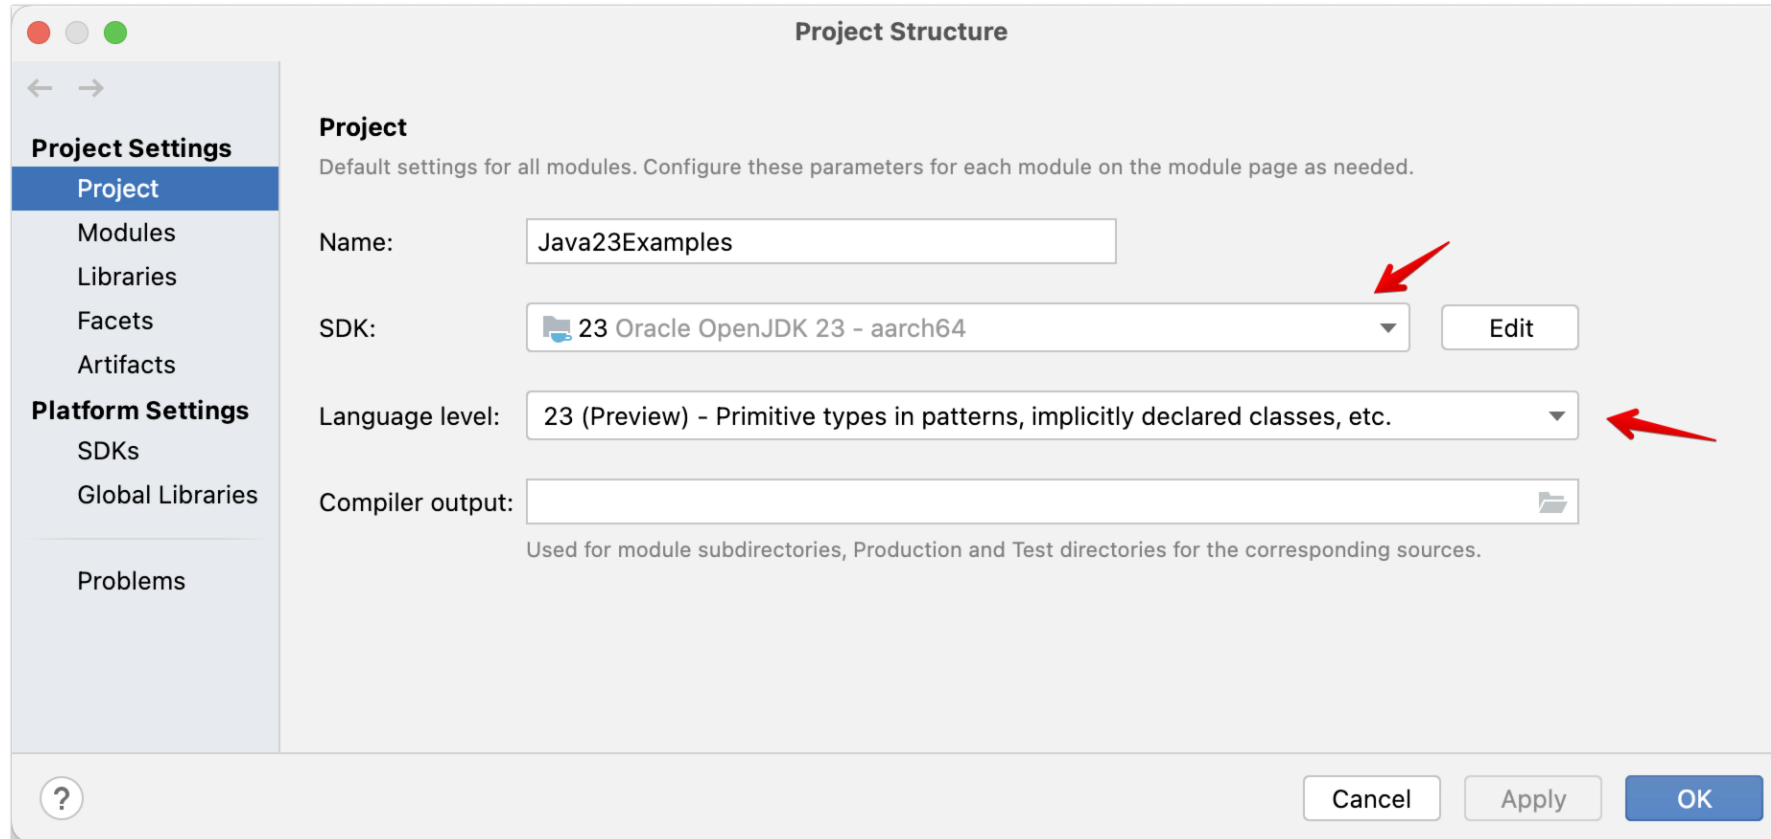 Project Structure
Project Settings
Project
Modules
Libraries
Facets
Artifacts
Platform Settings
SDKs
Global Libraries
Problems
Project
Default settings for all modules. Configure these parameters for each module on the module page as needed.
Name: Java23Examples
SDK: 23 Oracle OpenJDK 23 - aarch64 Edit
Language level: 23 (Preview) - Primitive types in patterns, implicitly declared classes, etc.
Compiler output:
Used for module subdirectories, Production and Test directories for the corresponding sources.
? Cancel Apply OK